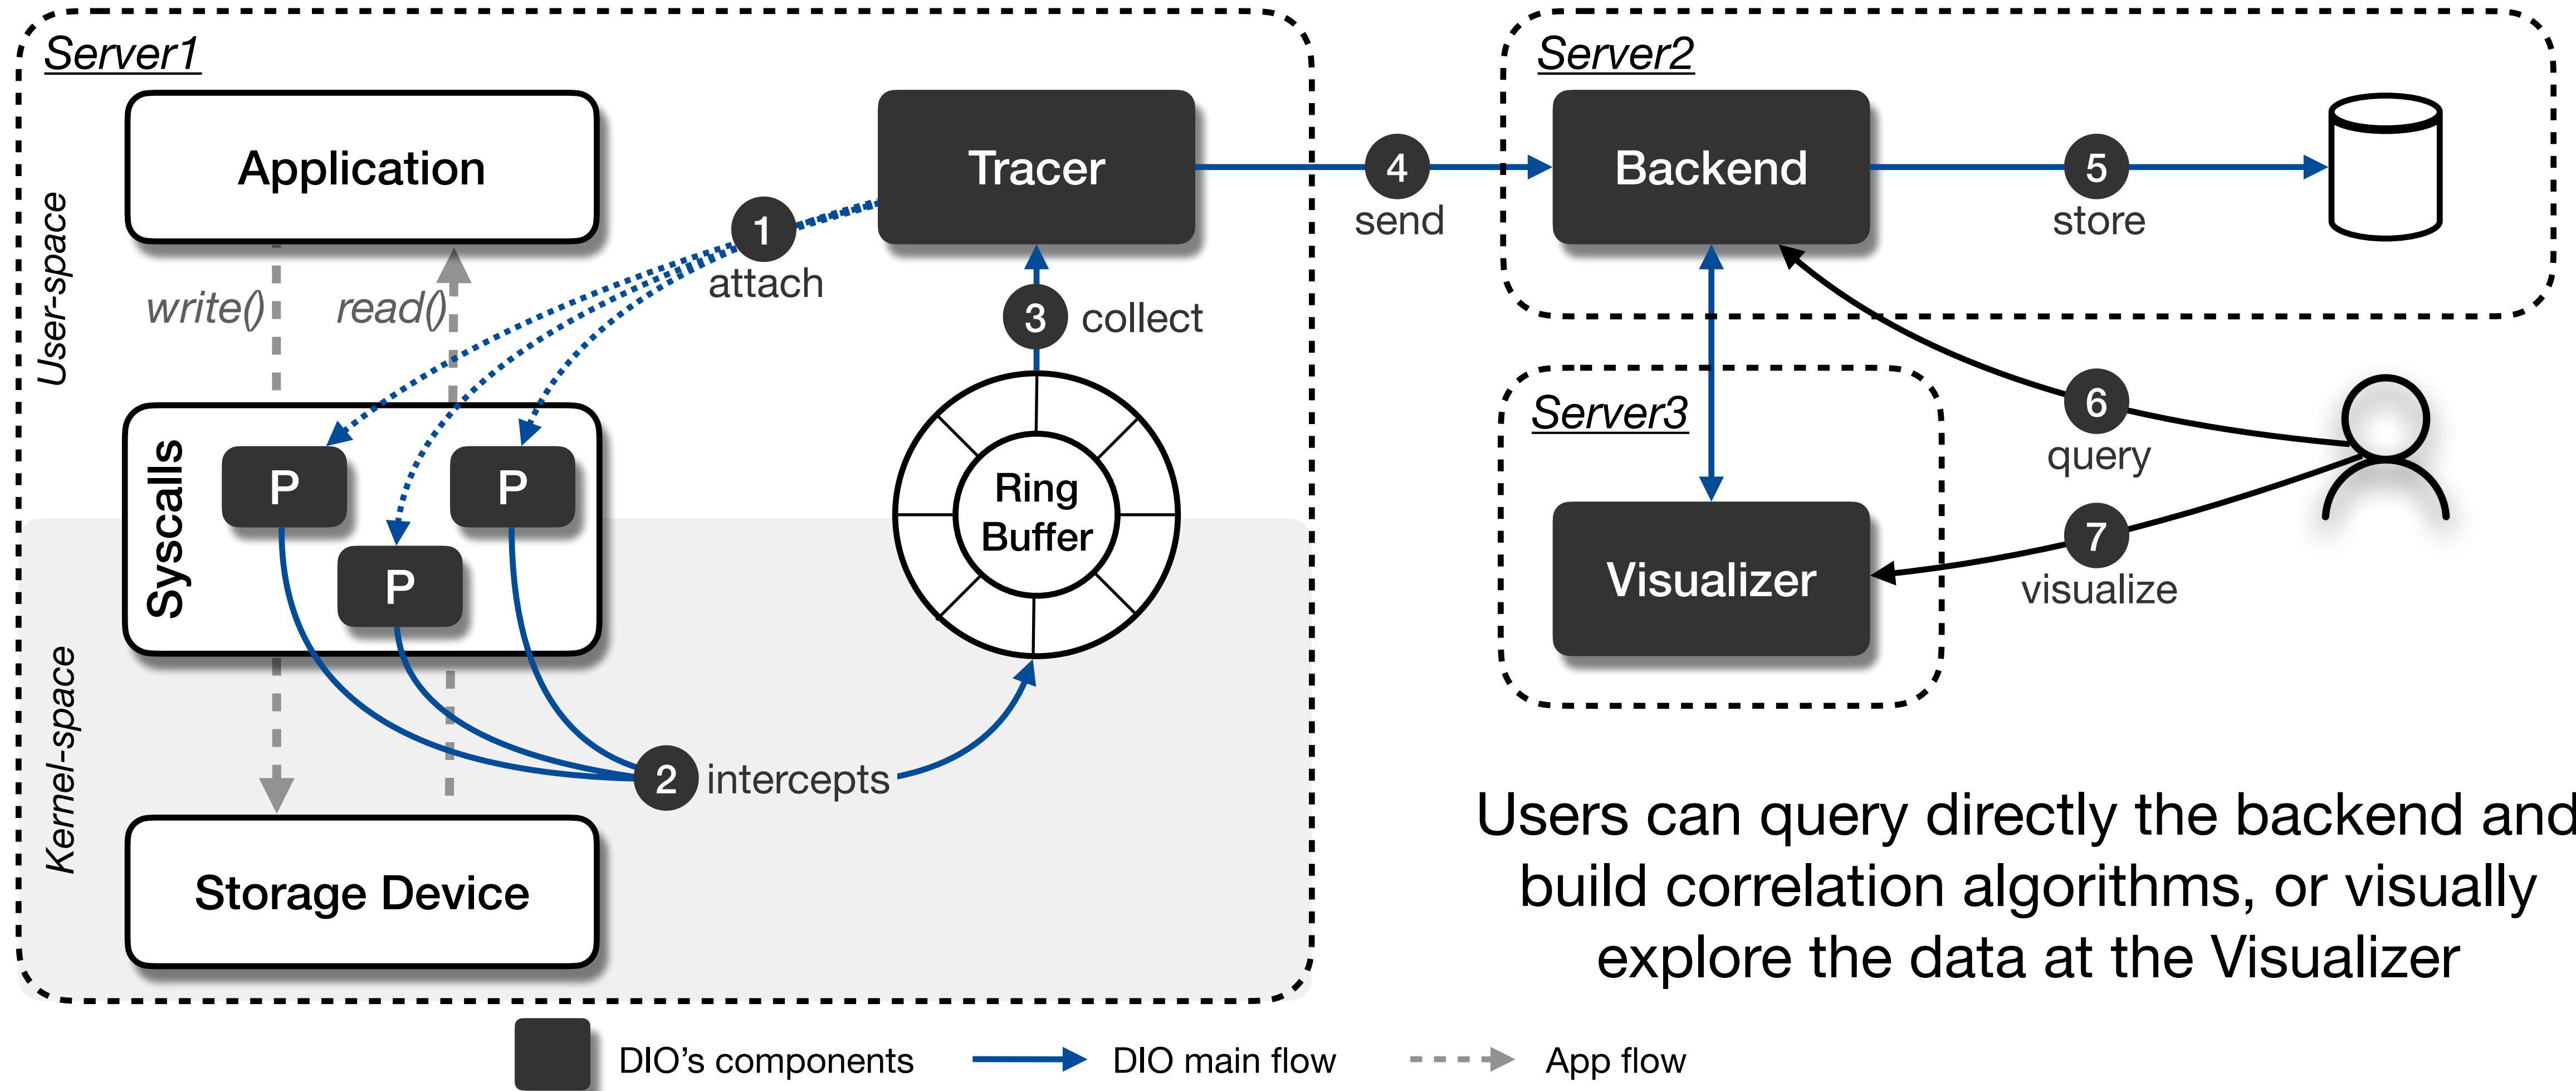 Server1
Server2
Application
Tracer
Backend
4
send
5
store
1
attach
User-space
write()
read()
3
collect
Server3
6
query
Syscalls
P
P
P
Ring
Buffer
7
visualize
Visualizer
Kernel-space
2
intercepts
Storage Device
Users can query directly the backend and
build correlation algorithms, or visually
explore the data at the Visualizer
DIO's components
DIO main flow
App flow